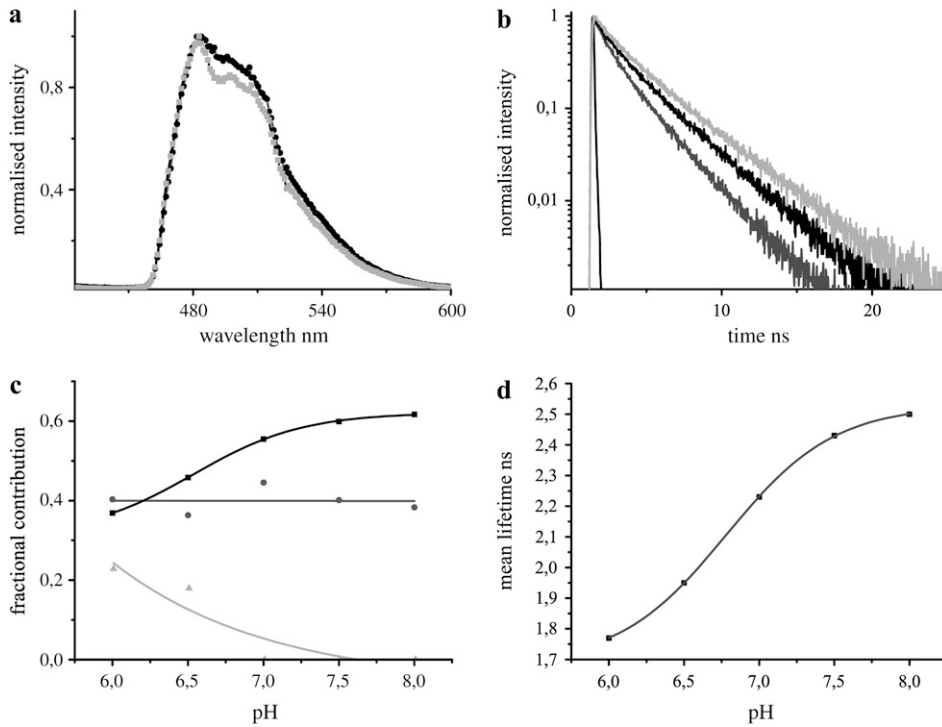 a
normalised intensity
0,8
0,4
480
540
600
wavelength nm
b
normalised intensity
1
0,1
0,01
0
10
20
time ns
c
fractional contribution
0,6
0,4
0,2
0,0
6,0
6,5
7,0
7,5
8,0
pH
d
mean lifetime ns
2,6
2,5
2,4
2,3
2,2
2,1
2,0
1,9
1,8
1,7
6,0
6,5
7,0
7,5
8,0
pH